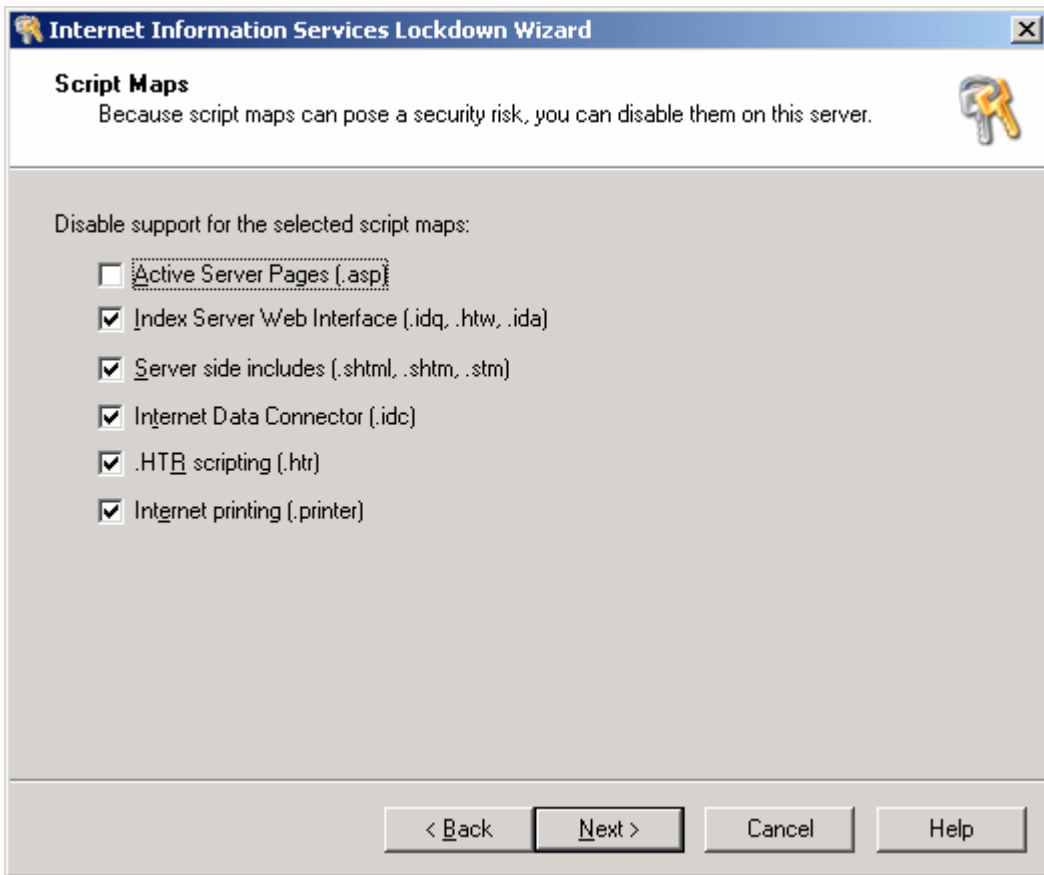 Internet Information Services Lockdown Wizard
Script Maps
Because script maps can pose a security risk, you can disable them on this server.
Disable support for the selected script maps:
Active Server Pages (.asp)
Index Server Web Interface (.idq, .htw, .ida)
Server side includes (.shtml, .shtm, .stm)
Internet Data Connector (.idc)
.HTR scripting (.htr)
Internet printing (.printer)
< Back Next > Cancel Help